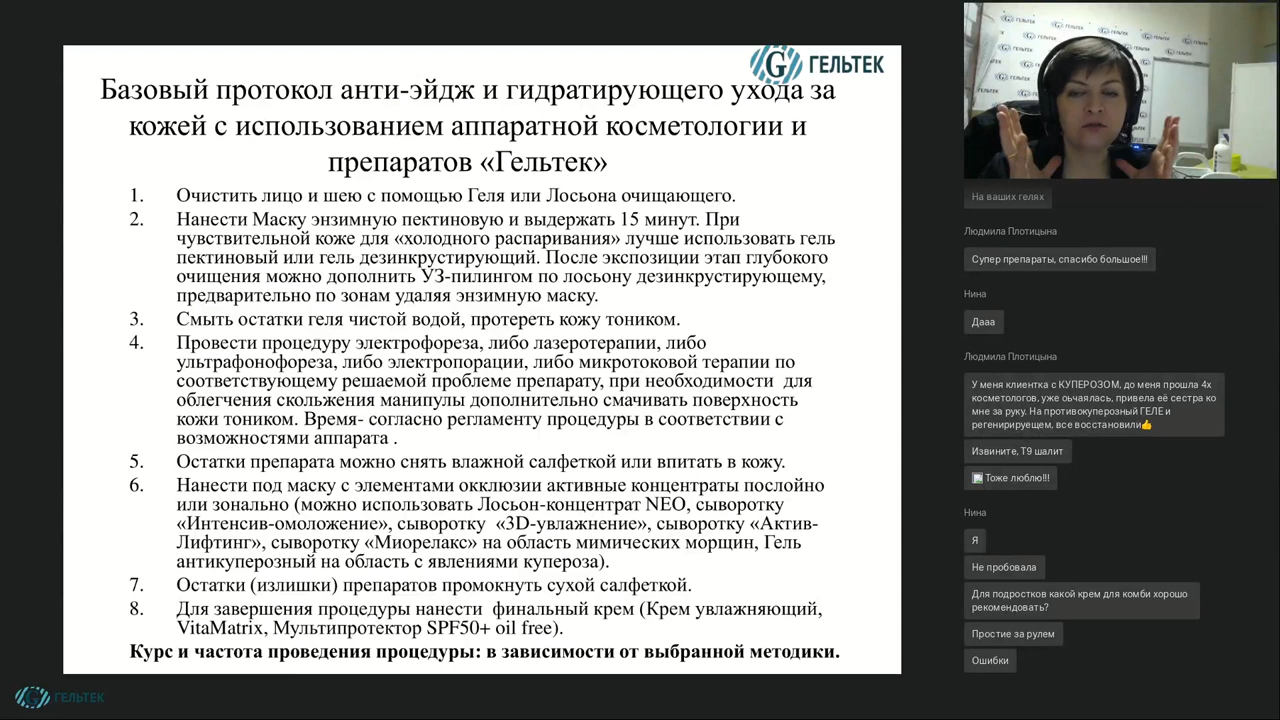 ГЕЛЬТЕК
Базовый протокол анти-эйдж и гидратирующего ухода за
кожей с использованием аппаратной косметологии и
препаратов «Гельтек»
1. Очистить лицо и шею с помощью Геля или Лосьона очищающего.
2. Нанести Маску энзимную пектиновую и выдержать 15 минут. При
чувствительной коже для «холодного распаривания» лучше использовать гель
пектиновый или гель дезинкрустирующий. После экспозиции этап глубокого
очищения можно дополнить УЗ-пилингом по лосьону дезинкрустирующему,
предварительно по зонам удаляя энзимную маску.
3. Смыть остатки геля чистой водой, протереть кожу тоником.
4. Провести процедуру электрофореза, либо лазеротерапии, либо
ультрафонофореза, либо электропорации, либо микротоковой терапии по
соответствующему решаемой проблеме препарату, при необходимости для
облегчения скольжения манипулы дополнительно смачивать поверхность
кожи тоником. Время- согласно регламенту процедуры в соответствии с
возможностями аппарата .
5. Остатки препарата можно снять влажной салфеткой или впитать в кожу.
6. Нанести под маску с элементами окклюзии активные концентраты послойно
или зонально (можно использовать Лосьон-концентрат NEO, сыворотку
«Интенсив-омоложение», сыворотку «3D-увлажнение», сыворотку «Актив-
Лифтинг», сыворотку «Миорелакс» на область мимических морщин, Гель
антикуперозный на область с явлениями купероза).
7. Остатки (излишки) препаратов промокнуть сухой салфеткой.
8. Для завершения процедуры нанести финальный крем (Крем увлажняющий,
VitaMatrix, Мультипротектор SPF50+ oil free).
Курс и частота проведения процедуры: в зависимости от выбранной методики.
ГЕЛЬТЕК
На ваших гелях
Людмила Плотицына
Супер препараты, спасибо большое!!!
Нина
Дааа
Людмила Плотицына
У меня клиентка с КУПЕРОЗОМ, до меня прошла 4х
косметологов, уже оьчаялась, привела её сестра ко
мне за руку. На противокуперозный ГЕЛЕ и
регенирируещем, все восстановили👍
Извините, Т9 шалит
Тоже люблю!!!
Нина
Я
Не пробовала
Для подростков какой крем для комби хорошо
рекомендовать?
Простие за рулем
Ошибки